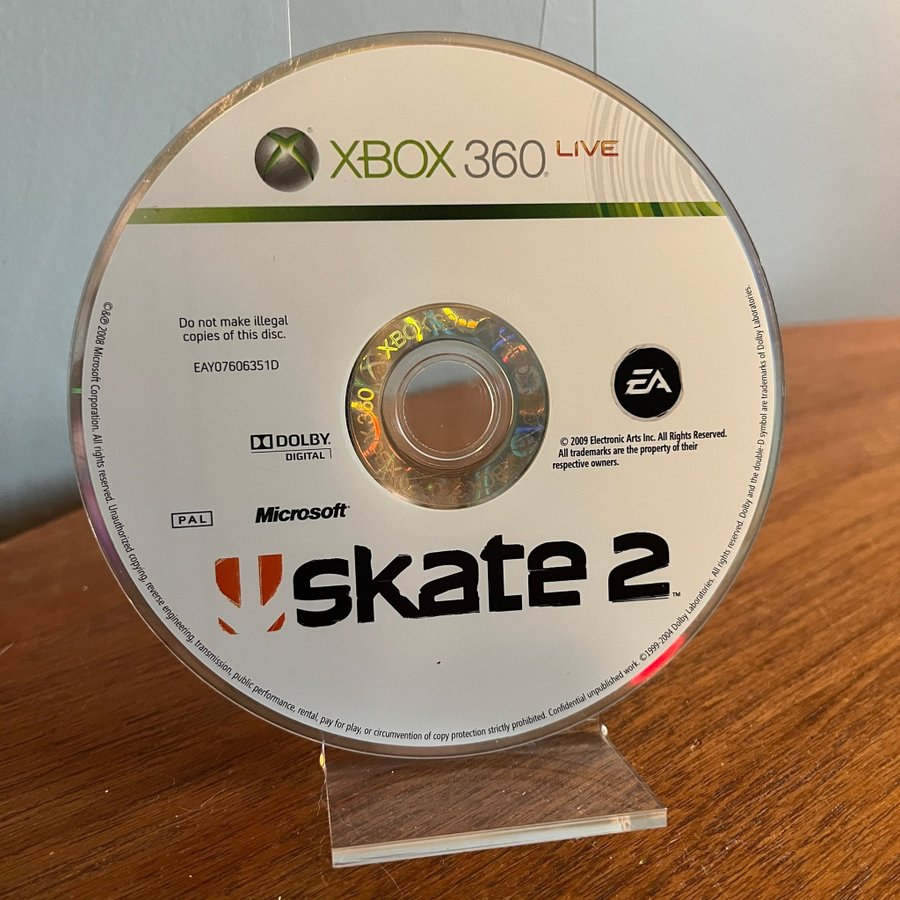 XBOX 360® LIVE
Do not make illegal
copies of this disc.
EAY07606351D
XBOX
360
EA
DOLBY
DIGITAL
© 2009 Electronic Arts Inc. All Rights Reserved.
All trademarks are the property of their
respective owners.
PAL
Microsoft®
skate 2™
©&℗ 2008 Microsoft Corporation. All rights reserved. Unauthorized copying, reverse engineering, transmission, public performance, rental, pay for play, or circumvention of copy protection strictly prohibited. Confidential unpublished work. ©1999-2004 Dolby Laboratories. All rights reserved. Dolby and the double-D symbol are trademarks of Dolby Laboratories.